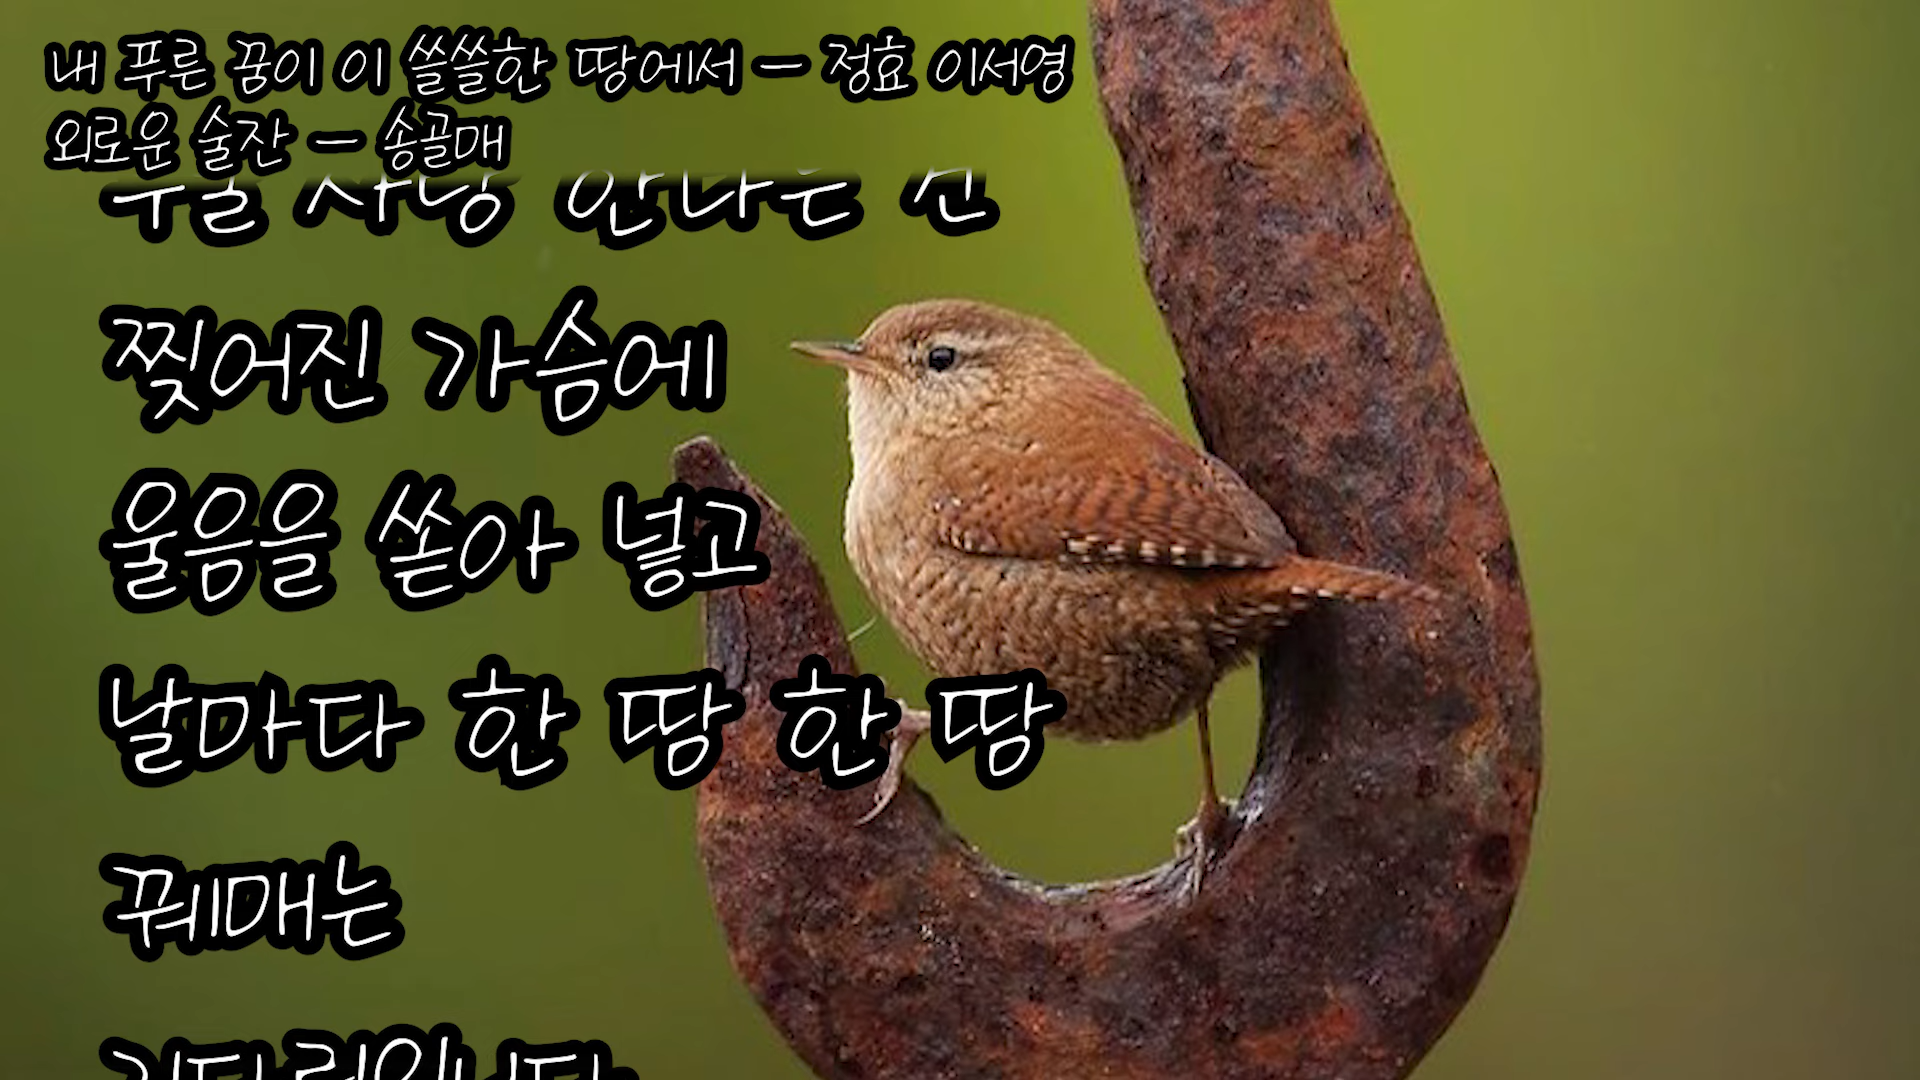 내 푸른 꿈이 이 쓸쓸한 땅에서 – 정효 이서영
외로운 술잔 – 송골매
찢어진 가슴에
울음을 쏟아 넣고
날마다 한 땀 한 땀
꿰매는